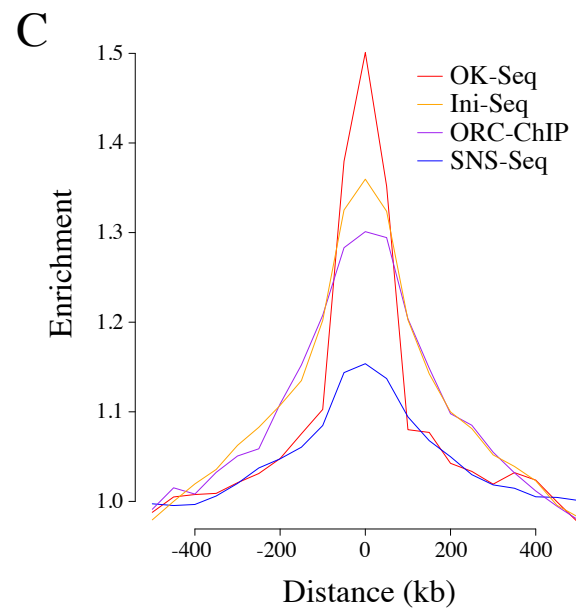 C
1.5
1.4
1.3
1.2
1.1
1.0
Enrichment
OK-Seq
Ini-Seq
ORC-ChIP
SNS-Seq
-400 -200 0 200 400
Distance (kb)